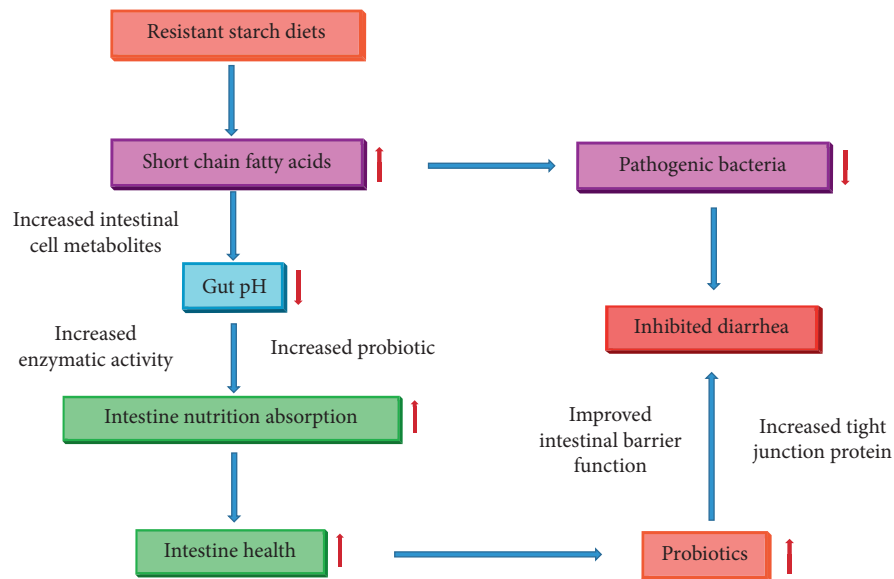 Resistant starch diets
Short chain fatty acids
Pathogenic bacteria
Increased intestinal
cell metabolites
Gut pH
Inhibited diarrhea
Increased
enzymatic activity
Increased probiotic
Intestine nutrition absorption
Improved
intestinal barrier
function
Increased tight
junction protein
Intestine health
Probiotics